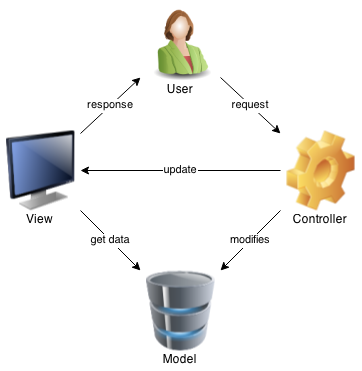 User
response
request
update
View
Controller
get data
modifies
Model